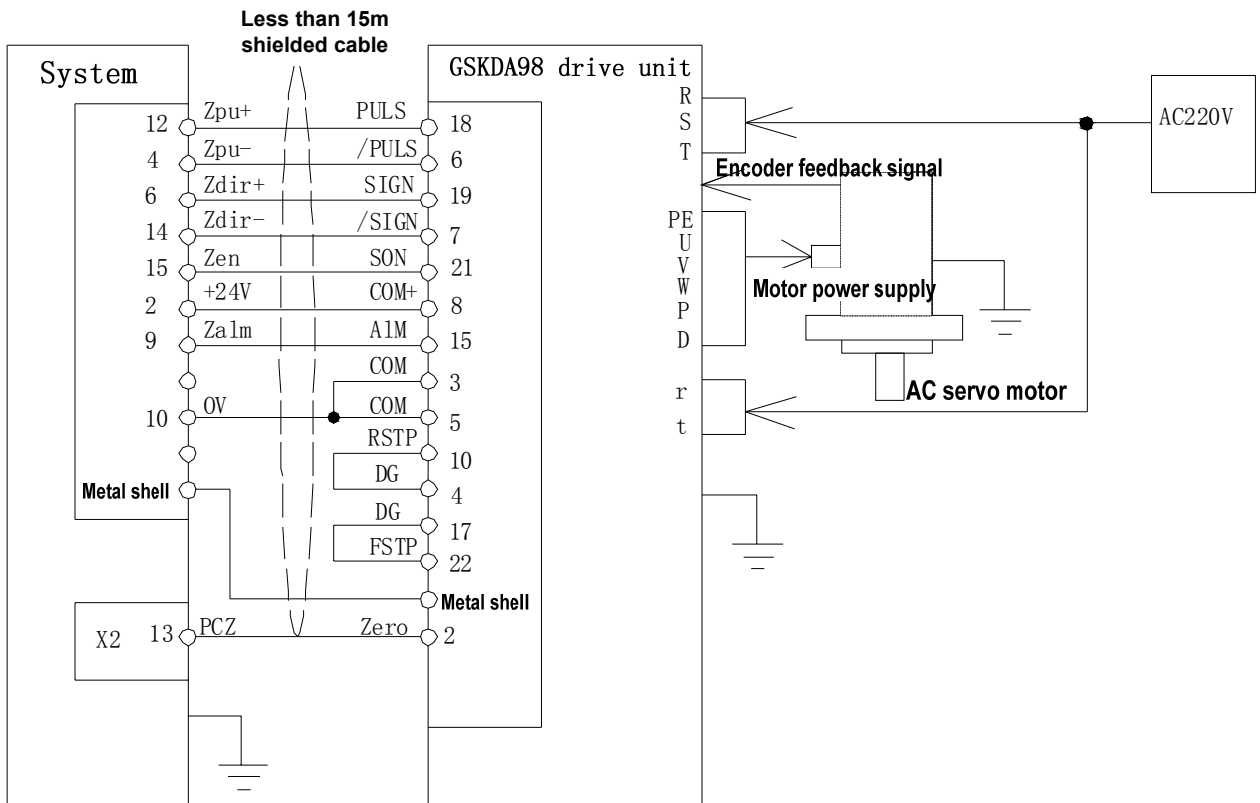 Less than 15m
shielded cable
System
GSKDA98 drive unit
12 Zpu+ PULS 18
4 Zpu- /PULS 6
6 Zdir+ SIGN 19
14 Zdir- /SIGN 7
15 Zen SON 21
2 +24V COM+ 8
9 Zalm AlM 15
COM 3
10 0V COM 5
RSTP 10
DG 4
Metal shell
DG 17
FSTP 22
Metal shell
X2 13 PCZ Zero 2
R
S
T
AC220V
Encoder feedback signal
PE
U
V
W
P
D
Motor power supply
AC servo motor
r
t